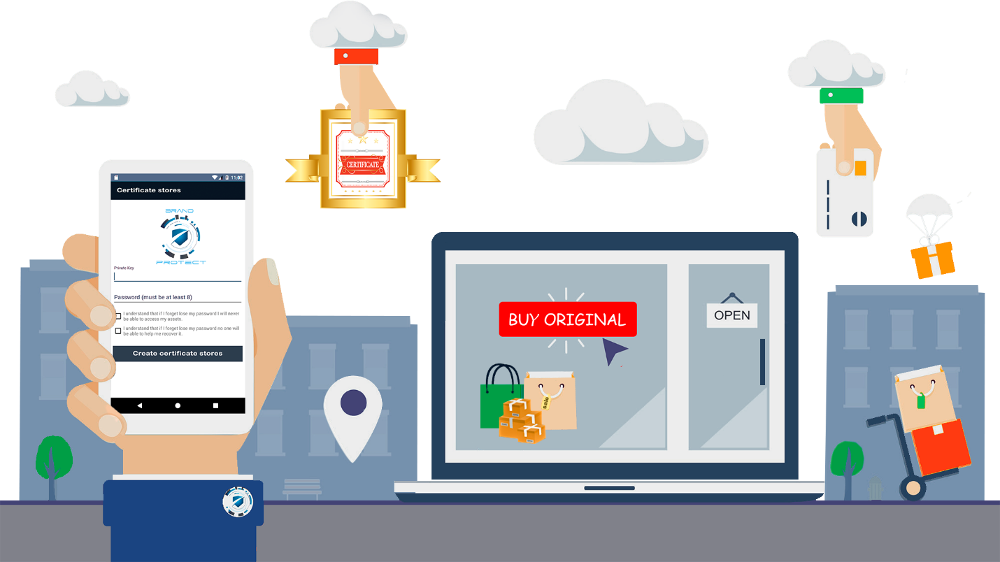 11:02
Certificate stores
BRAND
PROTECT
Private Key
Password (must be at least 8)
I understand that if I forget lose my password I will never
be able to access my assets.
I understand that if I forget lose my password no one will
be able to help me recover it.
Create certificate stores
CERTIFICATE
BUY ORIGINAL
sale
OPEN